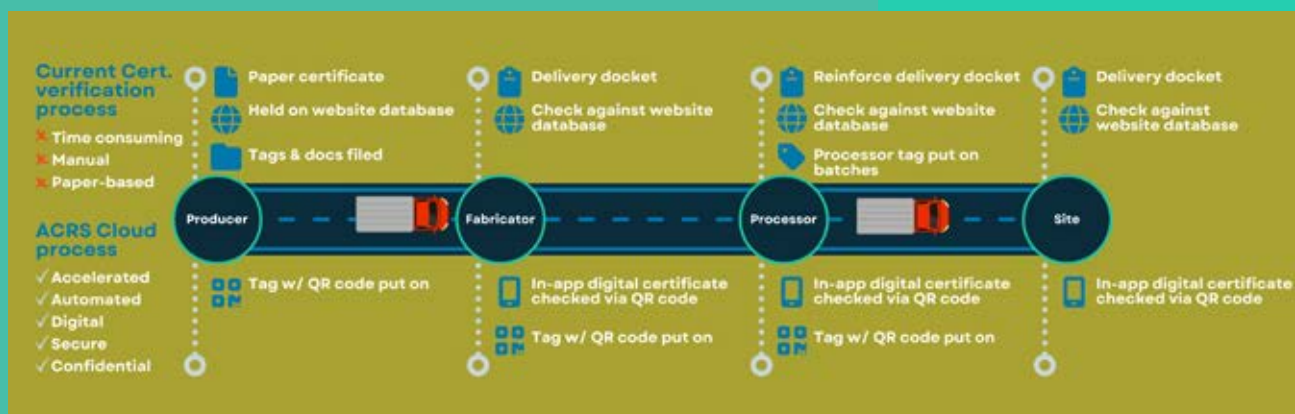 Current Cert.
verification
process
Time consuming
Manual
Paper-based
ACRS Cloud
process
Accelerated
Automated
Digital
Secure
Confidential
Paper certificate
Held on website database
Tags & docs filed
Producer
Tag w/ QR code put on
Delivery docket
Check against website
database
Fabricator
In-app digital certificate
checked via QR code
Tag w/ QR code put on
Reinforce delivery docket
Check against website
database
Processor tag put on
batches
Processor
In-app digital certificate
checked via QR code
Tag w/ QR code put on
Delivery docket
Check against
website database
Site
In-app digital certificate
checked via QR code